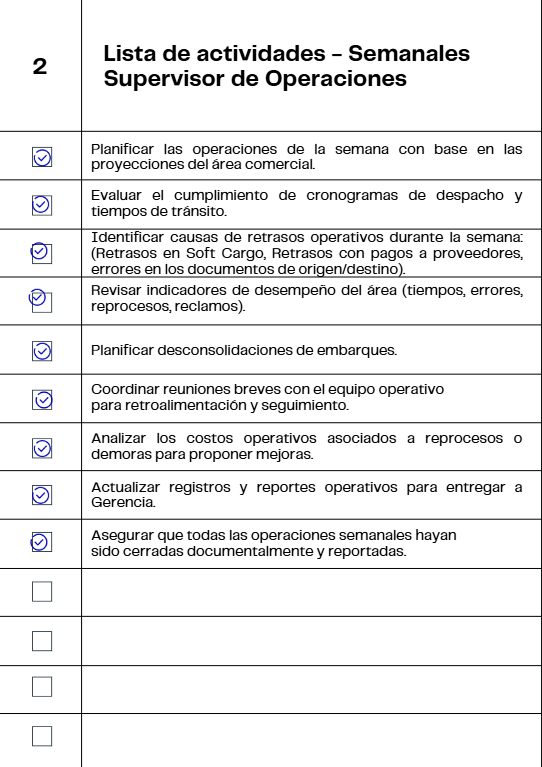 2
Lista de actividades – Semanales
Supervisor de Operaciones
Planificar las operaciones de la semana con base en las
proyecciones del área comercial.
Evaluar el cumplimiento de cronogramas de despacho y
tiempos de tránsito.
Identificar causas de retrasos operativos durante la semana:
(Retrasos en Soft Cargo, Retrasos con pagos a proveedores,
errores en los documentos de origen/destino).
Revisar indicadores de desempeño del área (tiempos, errores,
reprocesos, reclamos).
Planificar desconsolidaciones de embarques.
Coordinar reuniones breves con el equipo operativo
para retroalimentación y seguimiento.
Analizar los costos operativos asociados a reprocesos o
demoras para proponer mejoras.
Actualizar registros y reportes operativos para entregar a
Gerencia.
Asegurar que todas las operaciones semanales hayan
sido cerradas documentalmente y reportadas.